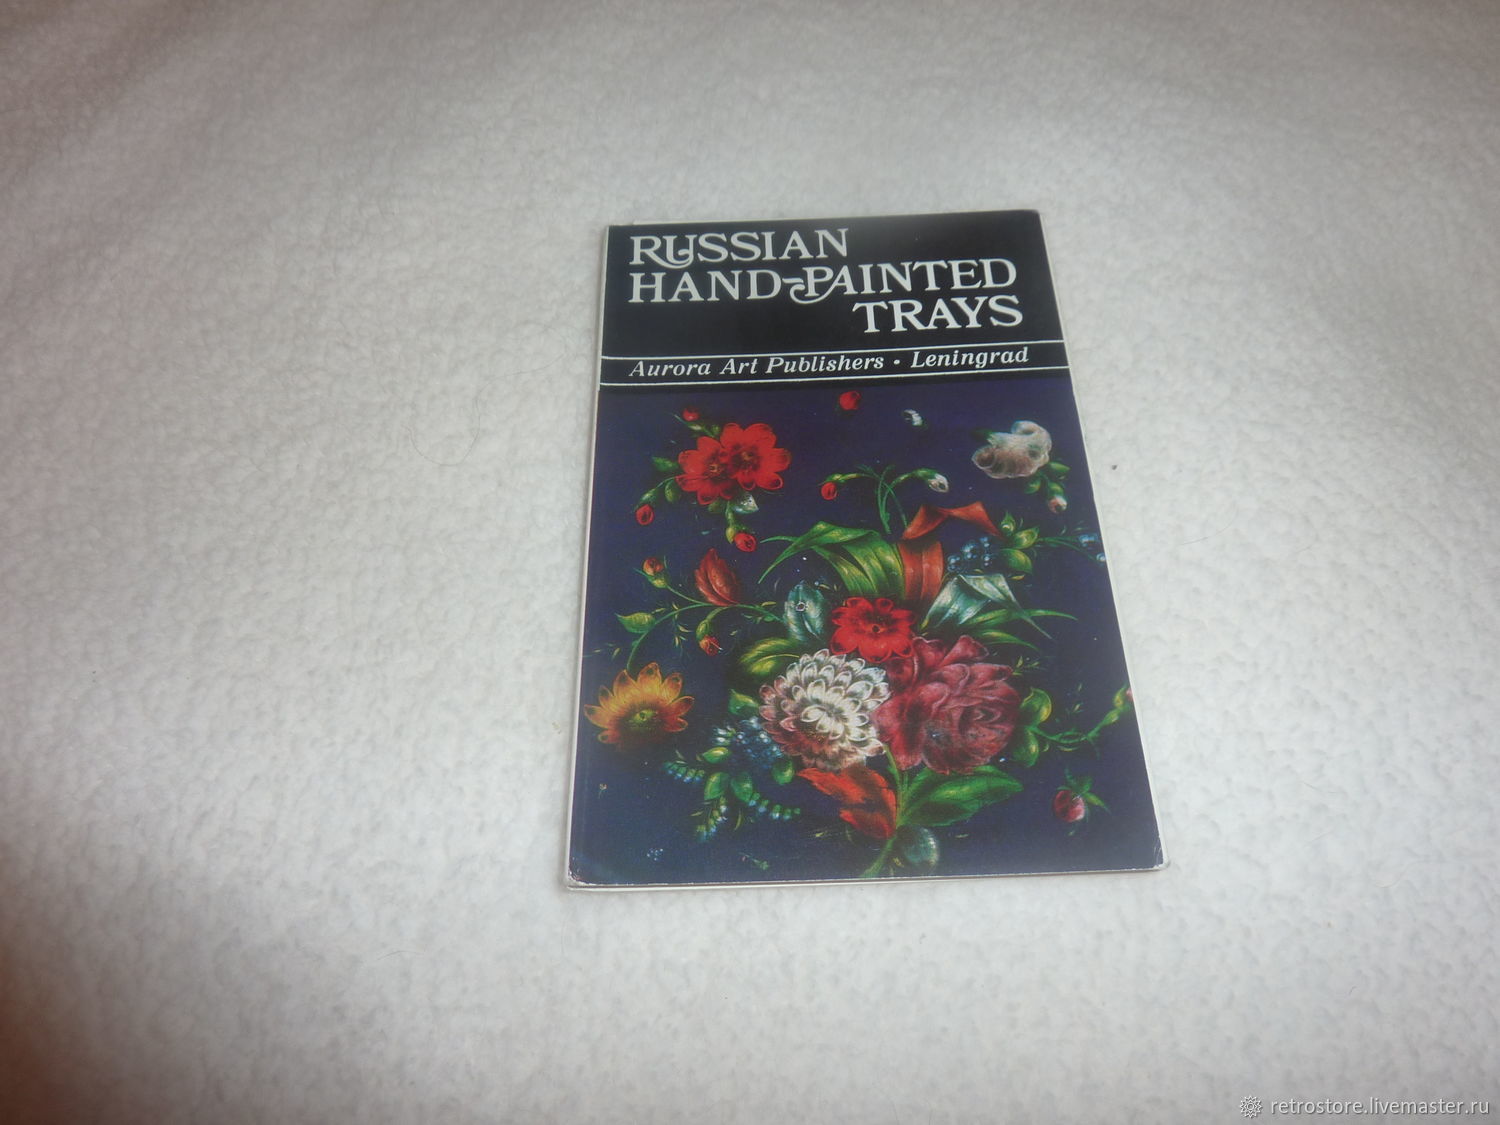 RUSSIAN
HAND-PAINTED
TRAYS
Aurora Art Publishers • Leningrad
retrostore.livemaster.ru